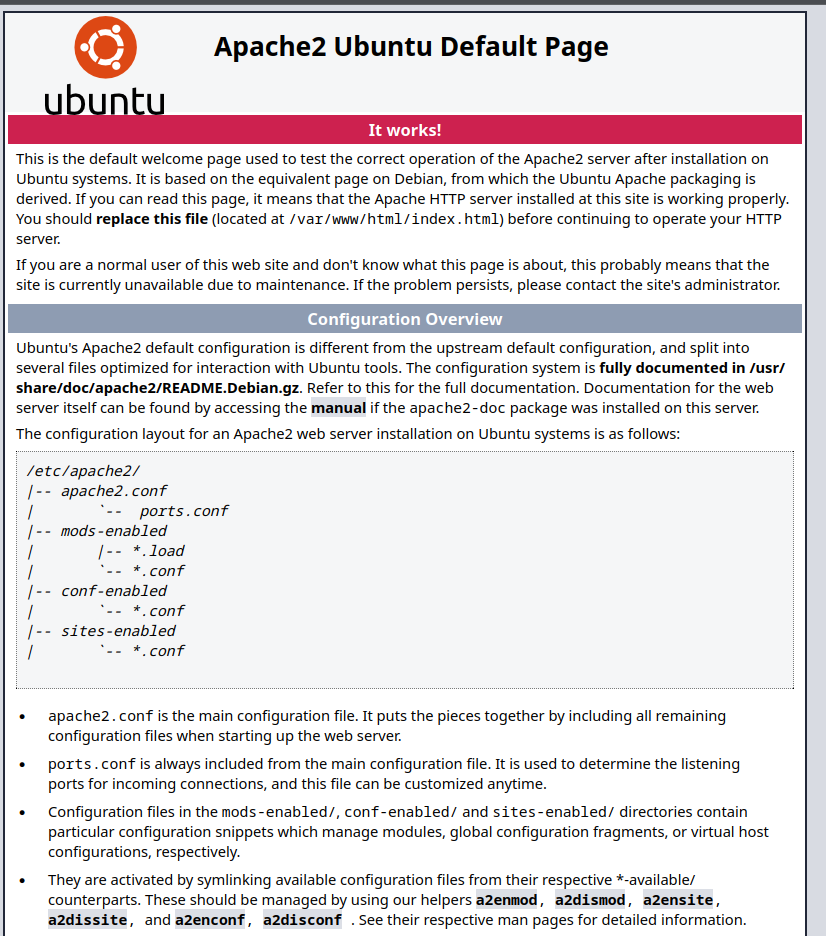 ubuntu
Apache2 Ubuntu Default Page
It works!
This is the default welcome page used to test the correct operation of the Apache2 server after installation on
Ubuntu systems. It is based on the equivalent page on Debian, from which the Ubuntu Apache packaging is
derived. If you can read this page, it means that the Apache HTTP server installed at this site is working properly.
You should replace this file (located at /var/www/html/index.html) before continuing to operate your HTTP
server.
If you are a normal user of this web site and don't know what this page is about, this probably means that the
site is currently unavailable due to maintenance. If the problem persists, please contact the site's administrator.
Configuration Overview
Ubuntu's Apache2 default configuration is different from the upstream default configuration, and split into
several files optimized for interaction with Ubuntu tools. The configuration system is fully documented in /usr/
share/doc/apache2/README.Debian.gz. Refer to this for the full documentation. Documentation for the web
server itself can be found by accessing the manual if the apache2-doc package was installed on this server.
The configuration layout for an Apache2 web server installation on Ubuntu systems is as follows:
/etc/apache2/
|-- apache2.conf
|       `--  ports.conf
|-- mods-enabled
|       |-- *.load
|       `-- *.conf
|-- conf-enabled
|       `-- *.conf
|-- sites-enabled
|       `-- *.conf
• apache2.conf is the main configuration file. It puts the pieces together by including all remaining
configuration files when starting up the web server.
• ports.conf is always included from the main configuration file. It is used to determine the listening
ports for incoming connections, and this file can be customized anytime.
• Configuration files in the mods-enabled/, conf-enabled/ and sites-enabled/ directories contain
particular configuration snippets which manage modules, global configuration fragments, or virtual host
configurations, respectively.
• They are activated by symlinking available configuration files from their respective *-available/
counterparts. These should be managed by using our helpers a2enmod, a2dismod, a2ensite,
a2dissite, and a2enconf, a2disconf . See their respective man pages for detailed information.